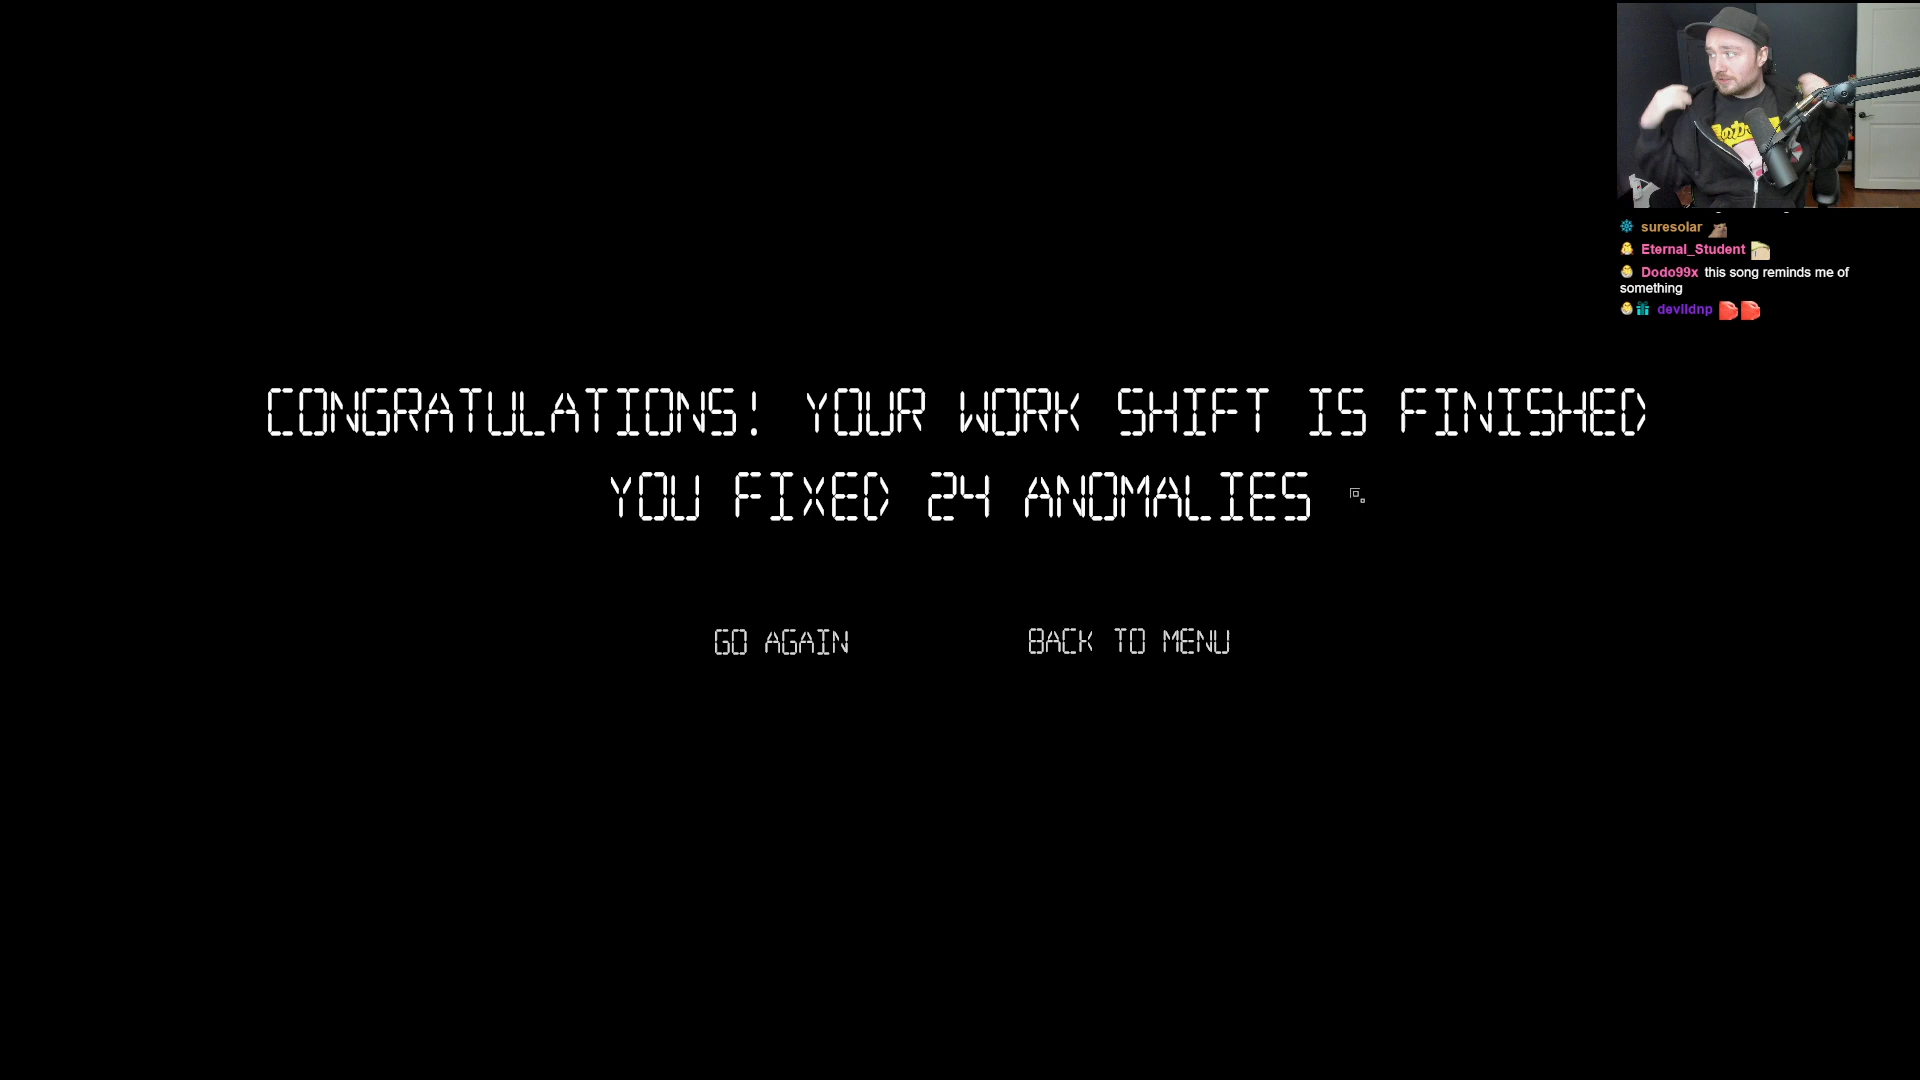 suresolar
Eternal_Student
Dodo99x this song reminds me of
something
devildnp
CONGRATULATIONS! YOUR WORK SHIFT IS FINISHED
YOU FIXED 24 ANOMALIES
GO AGAIN
BACK TO MENU